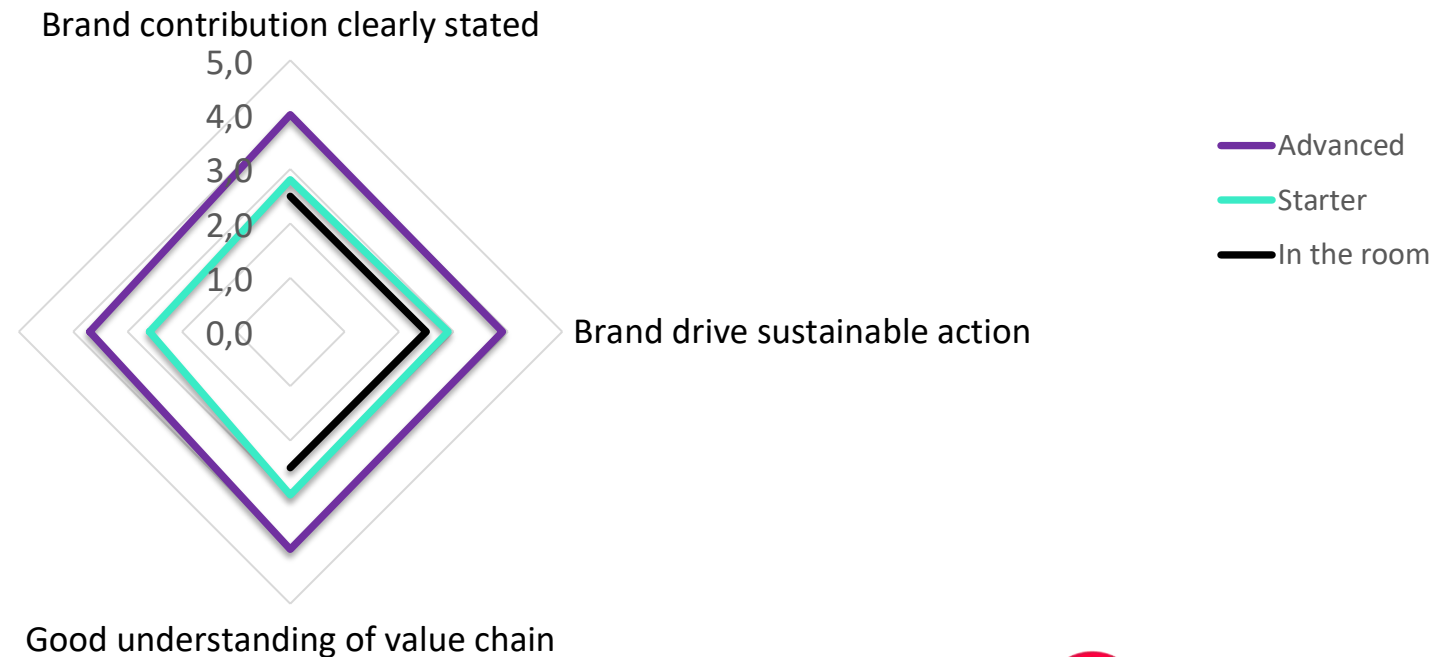 Brand contribution clearly stated
5,0
4,0
3,0
2,0
1,0
0,0
Brand drive sustainable action
Good understanding of value chain
Advanced
Starter
In the room